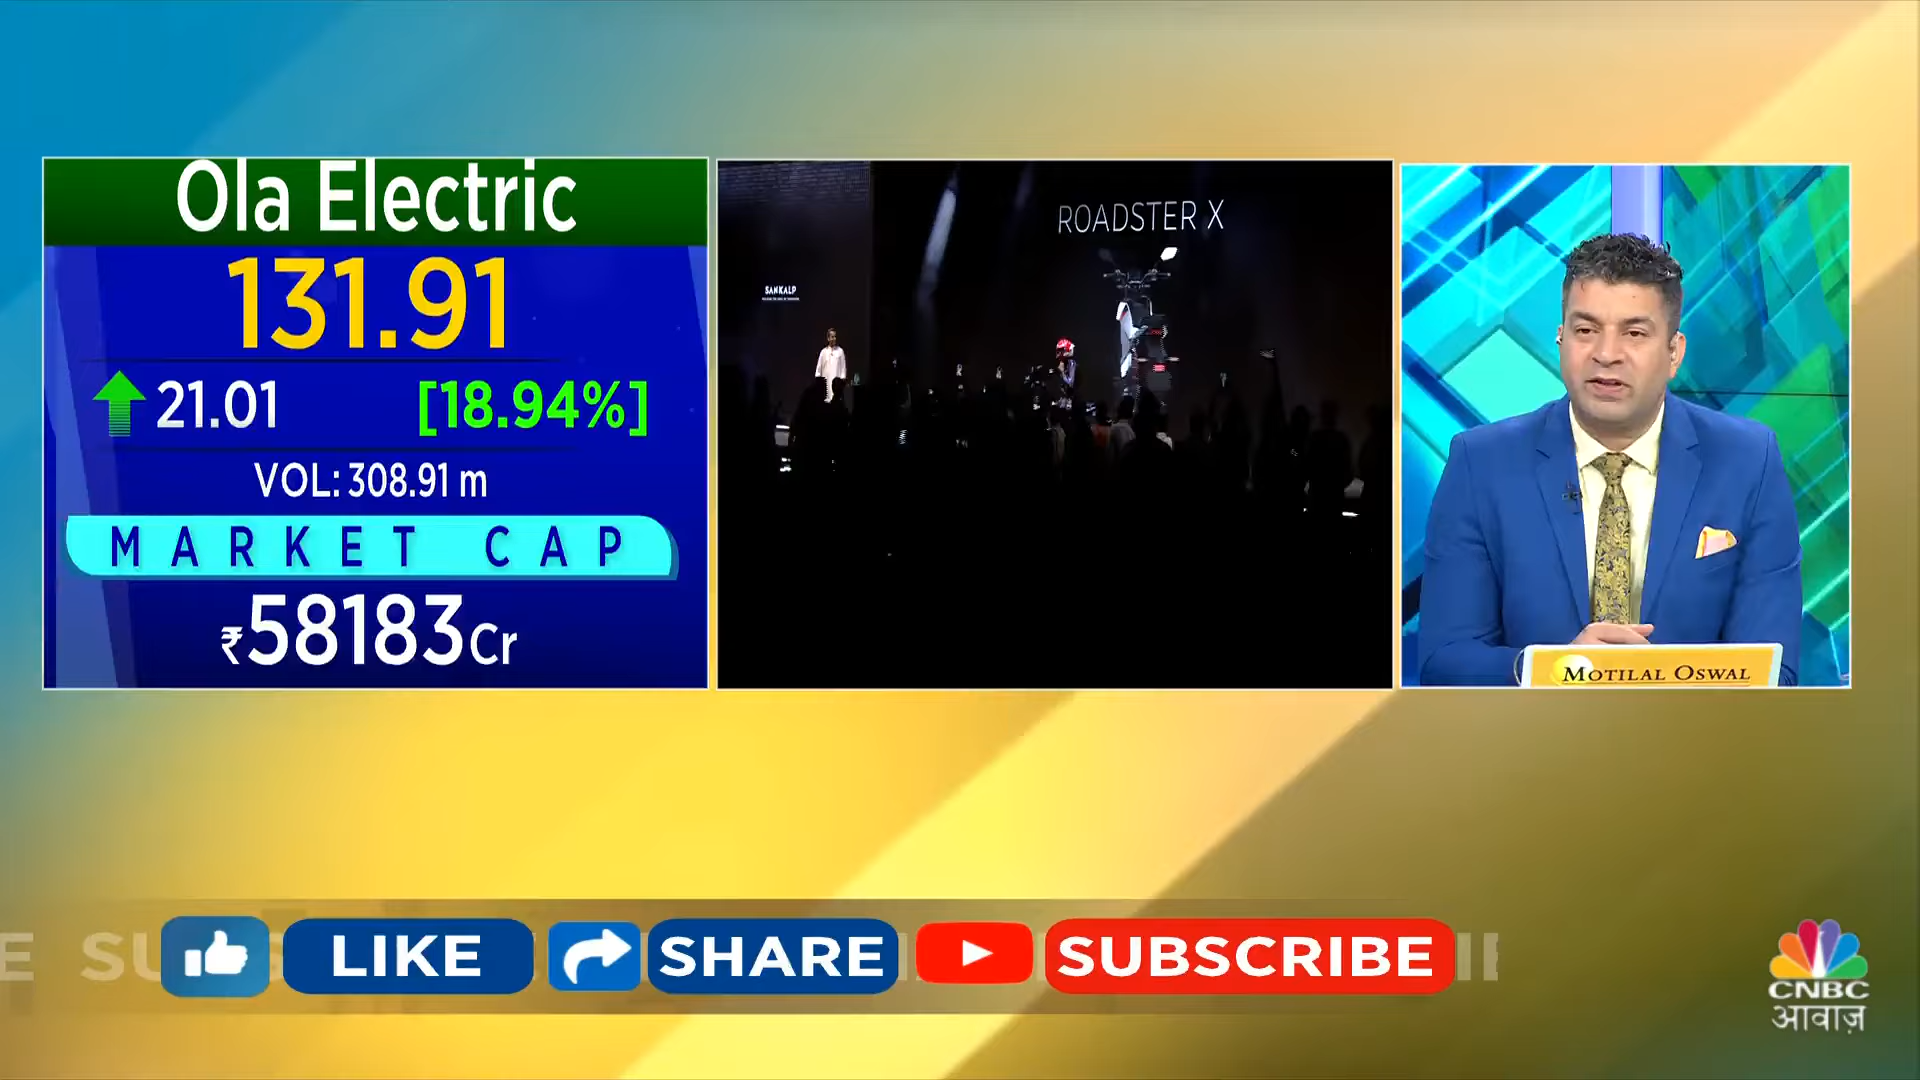 Ola Electric
131.91
21.01 [18.94%]
VOL: 308.91 m
MARKET CAP
₹58183Cr
ROADSTER X
SANKALP
MOTILAL OSWAL
LIKE SHARE SUBSCRIBE
CNBC
आवाज़